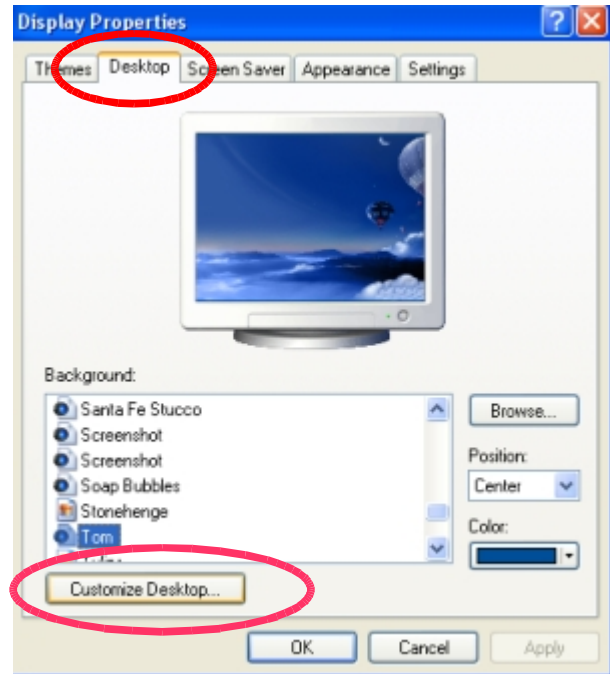 Display Properties
Themes Desktop Screen Saver Appearance Settings
Background:
Santa Fe Stucco
Screenshot
Screenshot
Soap Bubbles
Stonehenge
Tom
Browse...
Position:
Center
Color:
Customize Desktop...
OK Cancel Apply